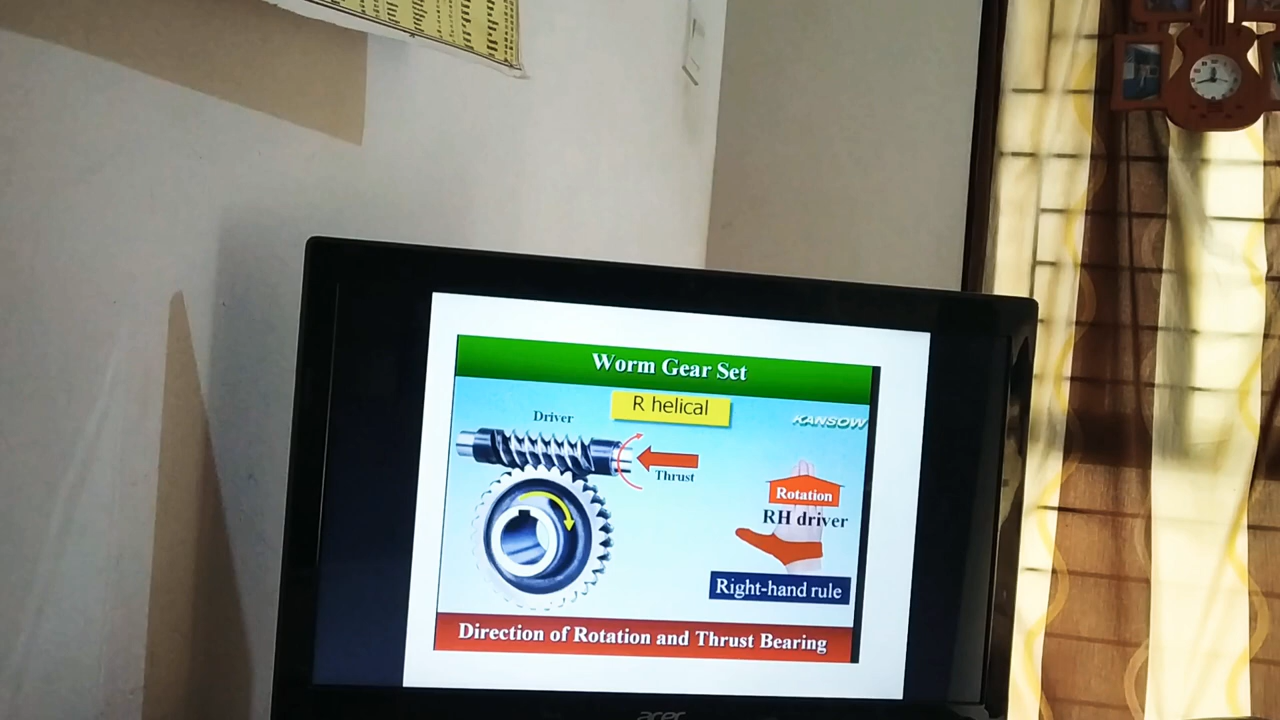 Worm Gear Set
R helical
KANSOW
Driver
Thrust
Rotation
RH driver
Right-hand rule
Direction of Rotation and Thrust Bearing
acer